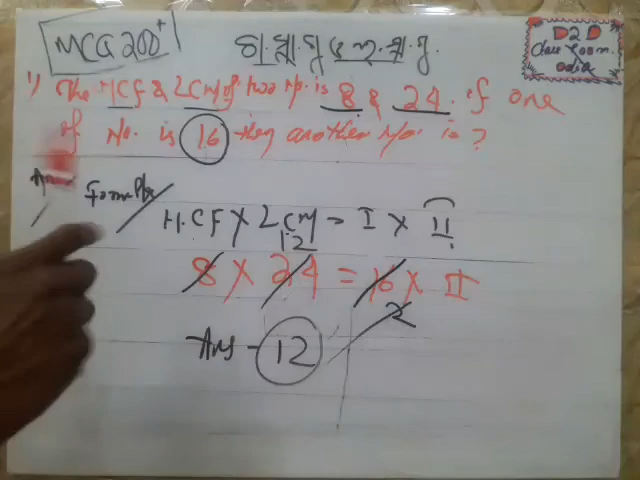 MCQ 200+
D2D
Class Room
Odia
1) The HCF & LCM of two No. is 8 & 24. if one
of No. is 16 then another No. is?
Ans
Formula
H.CF X LCM = I X II
12
8 X 24 = 16 X II
2
Ans - 12